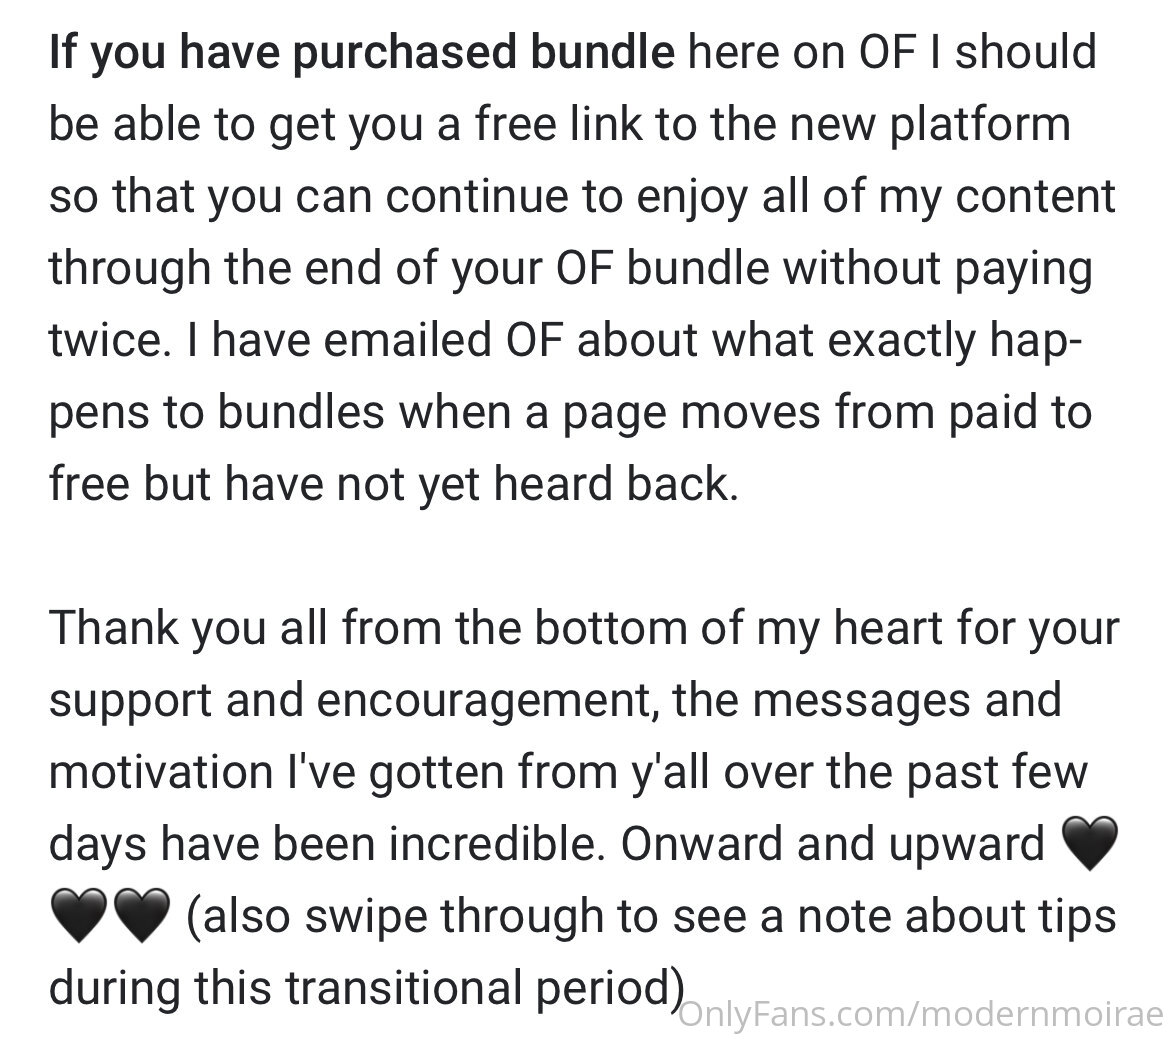 If you have purchased bundle here on OF I should
be able to get you a free link to the new platform
so that you can continue to enjoy all of my content
through the end of your OF bundle without paying
twice. I have emailed OF about what exactly hap-
pens to bundles when a page moves from paid to
free but have not yet heard back.
Thank you all from the bottom of my heart for your
support and encouragement, the messages and
motivation I've gotten from y'all over the past few
days have been incredible. Onward and upward 🖤
🖤🖤 (also swipe through to see a note about tips
during this transitional period)
OnlyFans.com/modernmoirae